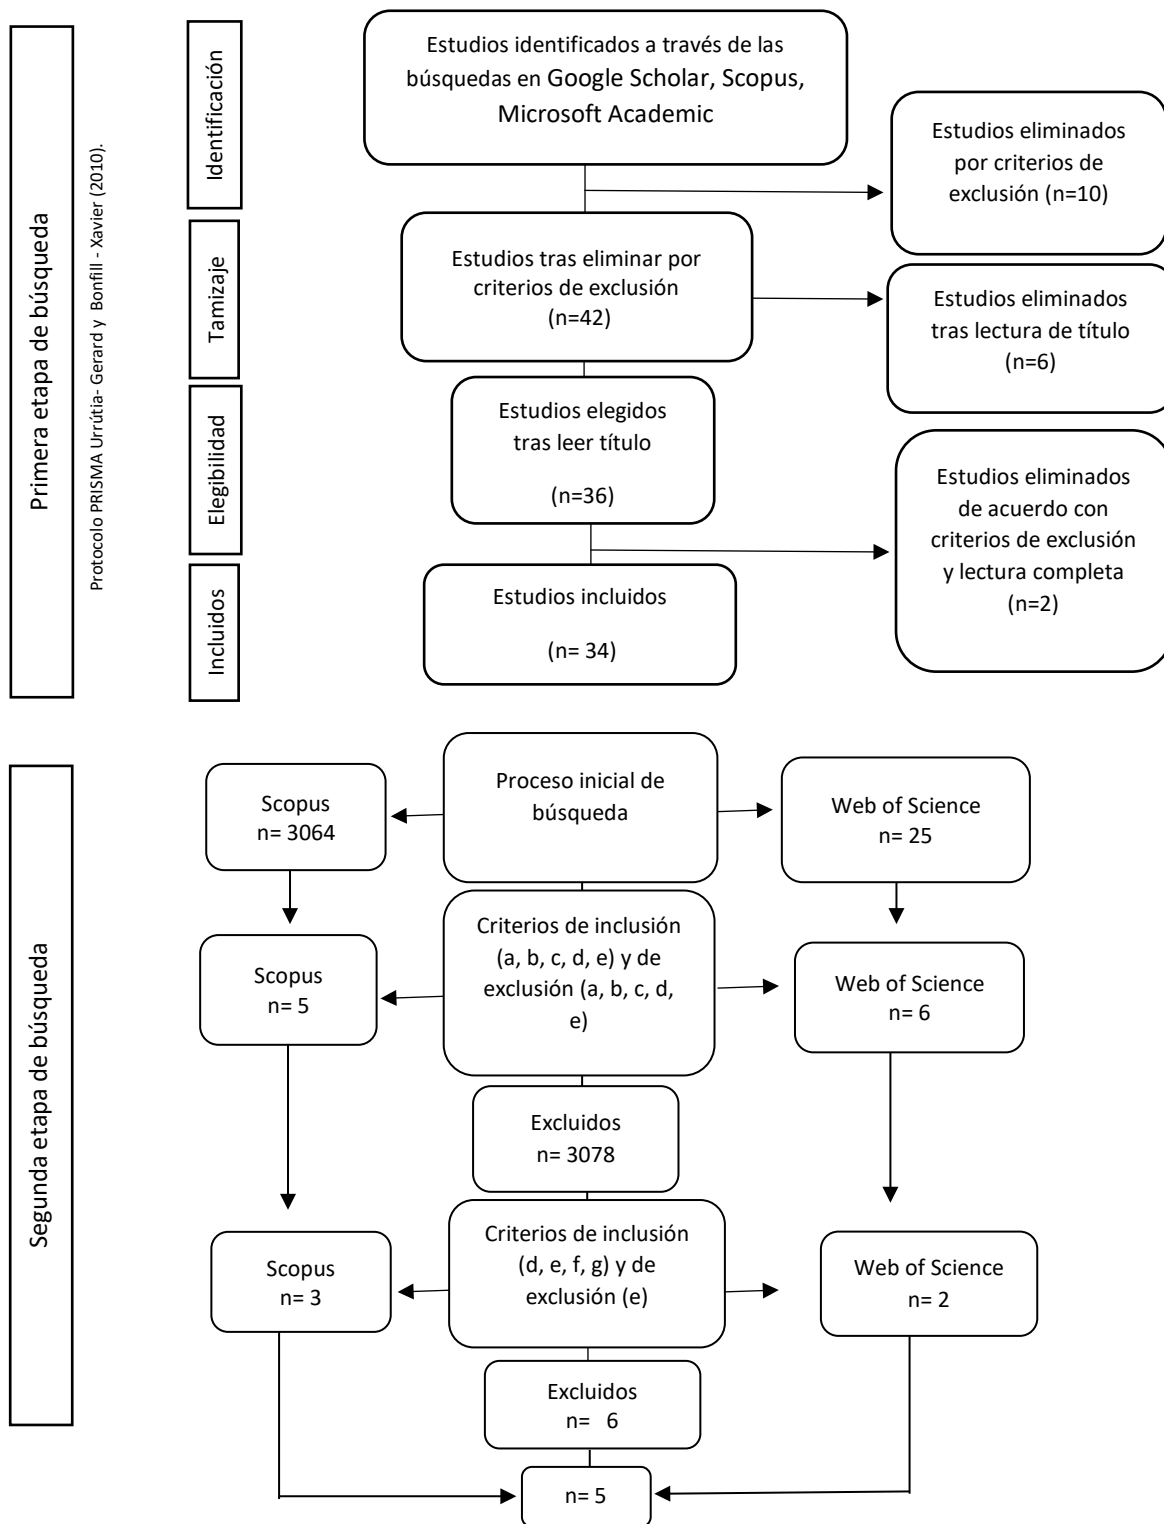 Primera etapa de búsqueda
Protocolo PRISMA Urrútia- Gerard y Bonfill - Xavier (2010).
Identificación
Tamizaje
Elegibilidad
Incluidos
Estudios identificados a través de las
búsquedas en Google Scholar, Scopus,
Microsoft Academic
Estudios eliminados
por criterios de
exclusión (n=10)
Estudios tras eliminar por
criterios de exclusión
(n=42)
Estudios eliminados
tras lectura de título
(n=6)
Estudios elegidos
tras leer título
(n=36)
Estudios eliminados
de acuerdo con
criterios de exclusión
y lectura completa
(n=2)
Estudios incluidos
(n= 34)
Segunda etapa de búsqueda
Proceso inicial de
búsqueda
Scopus
n= 3064
Web of Science
n= 25
Criterios de inclusión
(a, b, c, d, e) y de
exclusión (a, b, c, d,
e)
Scopus
n= 5
Web of Science
n= 6
Excluidos
n= 3078
Criterios de inclusión
(d, e, f, g) y de
exclusión (e)
Scopus
n= 3
Web of Science
n= 2
Excluidos
n= 6
n= 5